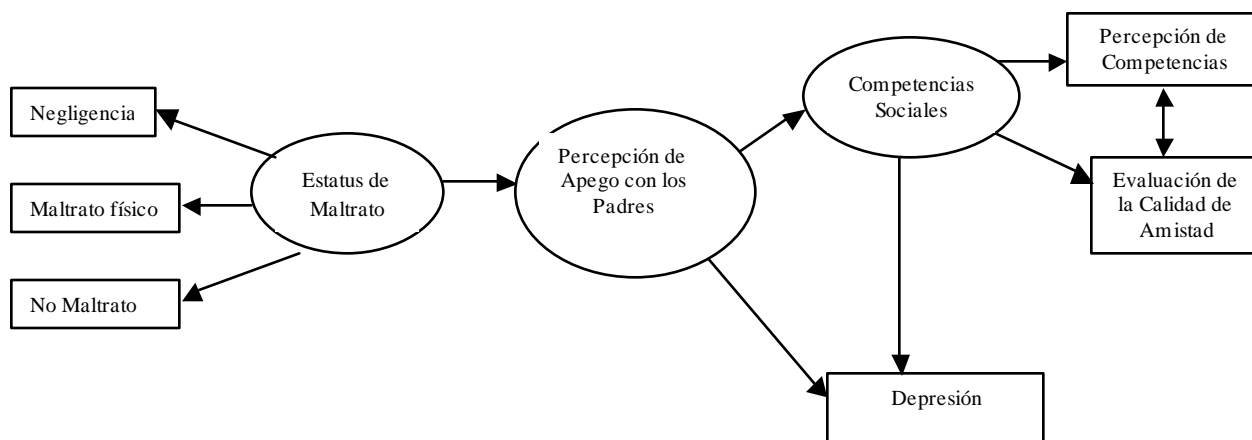 Negligencia
Maltrato físico
No Maltrato
Estatus de
Maltrato
Percepción de
Apego con los
Padres
Competencias
Sociales
Percepción de
Competencias
Evaluación de
la Calidad de
Amistad
Depresión